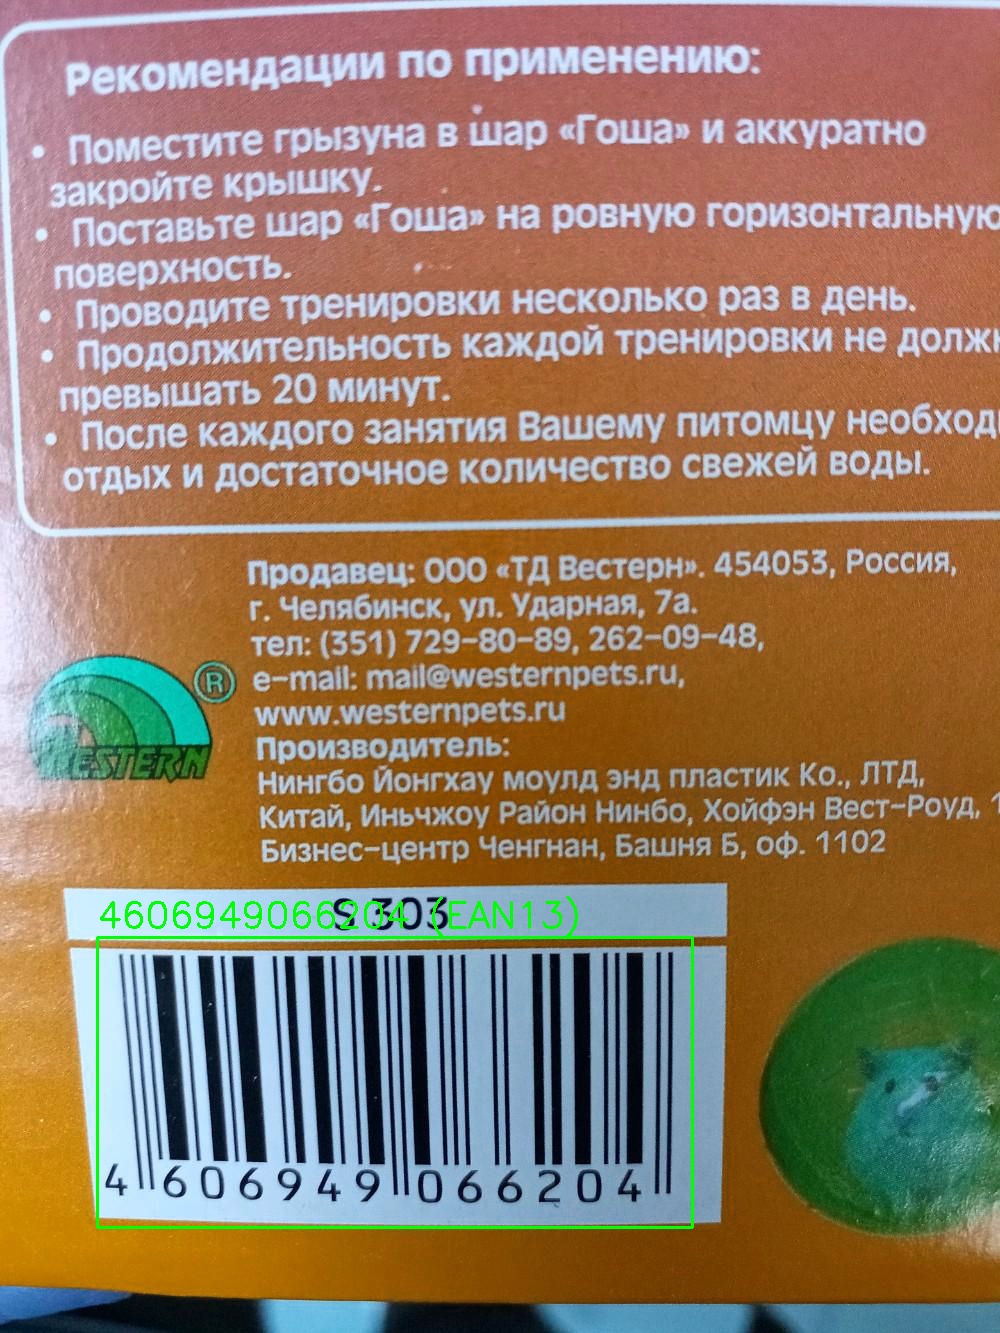 Рекомендации по применению:
• Поместите грызуна в шар «Гоша» и аккуратно
закройте крышку.
• Поставьте шар «Гоша» на ровную горизонтальную
поверхность.
• Проводите тренировки несколько раз в день.
• Продолжительность каждой тренировки не
превышать 20 минут.
• После каждого занятия Вашему питомцу
отдых и достаточное количество свежей воды.
Продавец: ООО «ТД Вестерн». 454053, Россия,
г. Челябинск, ул. Ударная, 7а.
тел: (351) 729-80-89, 262-09-48,
e-mail: mail@westernpets.ru,
www.westernpets.ru
Производитель:
Нингбо Йонгхау моулд энд пластик Ко., ЛТД,
Китай, Иньчжоу Район Нинбо, Хойфэн Вест-Роуд,
Бизнес-центр Ченгнан, Башня Б, оф. 1102
WESTERN ®
S 303
4606949066204 (EAN13)
4 606949 066204